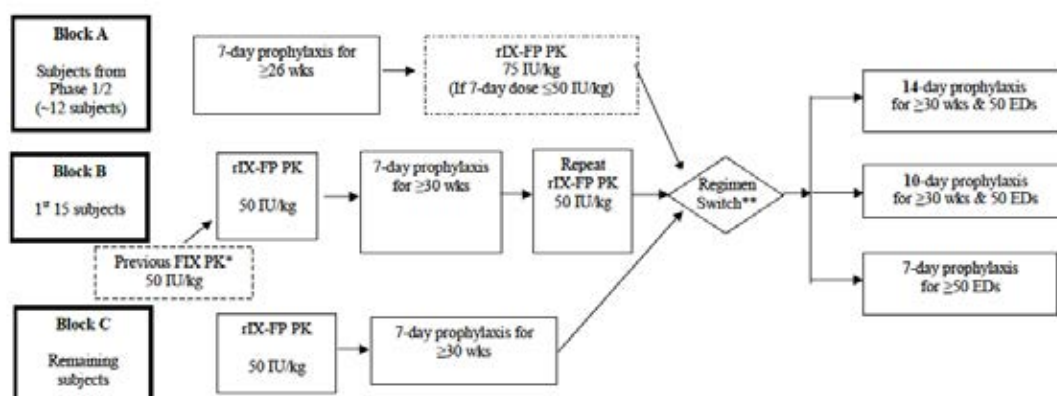 Block A
Subjects from
Phase 1/2
(~12 subjects)
7-day prophylaxis for
≥26 wks
rIX-FP PK
75 IU/kg
(If 7-day dose ≤50 IU/kg)
Block B
1st 15 subjects
Previous FIX PK*
50 IU/kg
rIX-FP PK
50 IU/kg
7-day prophylaxis
for ≥30 wks
Repeat
rIX-FP PK
50 IU/kg
Block C
Remaining
subjects
rIX-FP PK
50 IU/kg
7-day prophylaxis for
≥30 wks
Regimen
Switch**
14-day prophylaxis
for ≥30 wks & 50 EDs
10-day prophylaxis
for ≥30 wks & 50 EDs
7-day prophylaxis
for ≥50 EDs